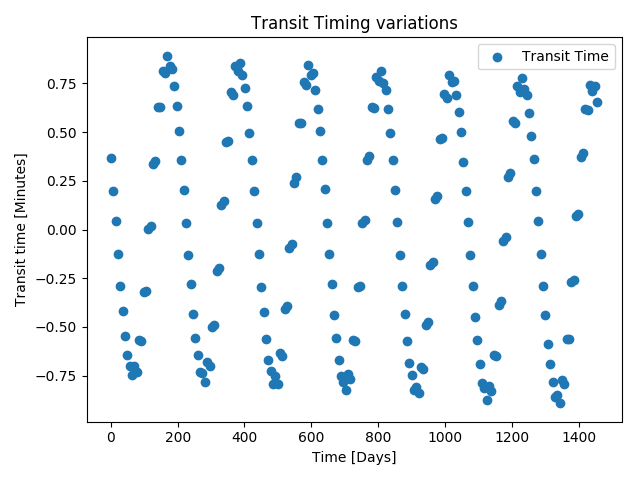 Transit Timing variations
Transit Time
Transit time [Minutes]
0.75
0.50
0.25
0.00
−0.25
−0.50
−0.75
0 200 400 600 800 1000 1200 1400
Time [Days]